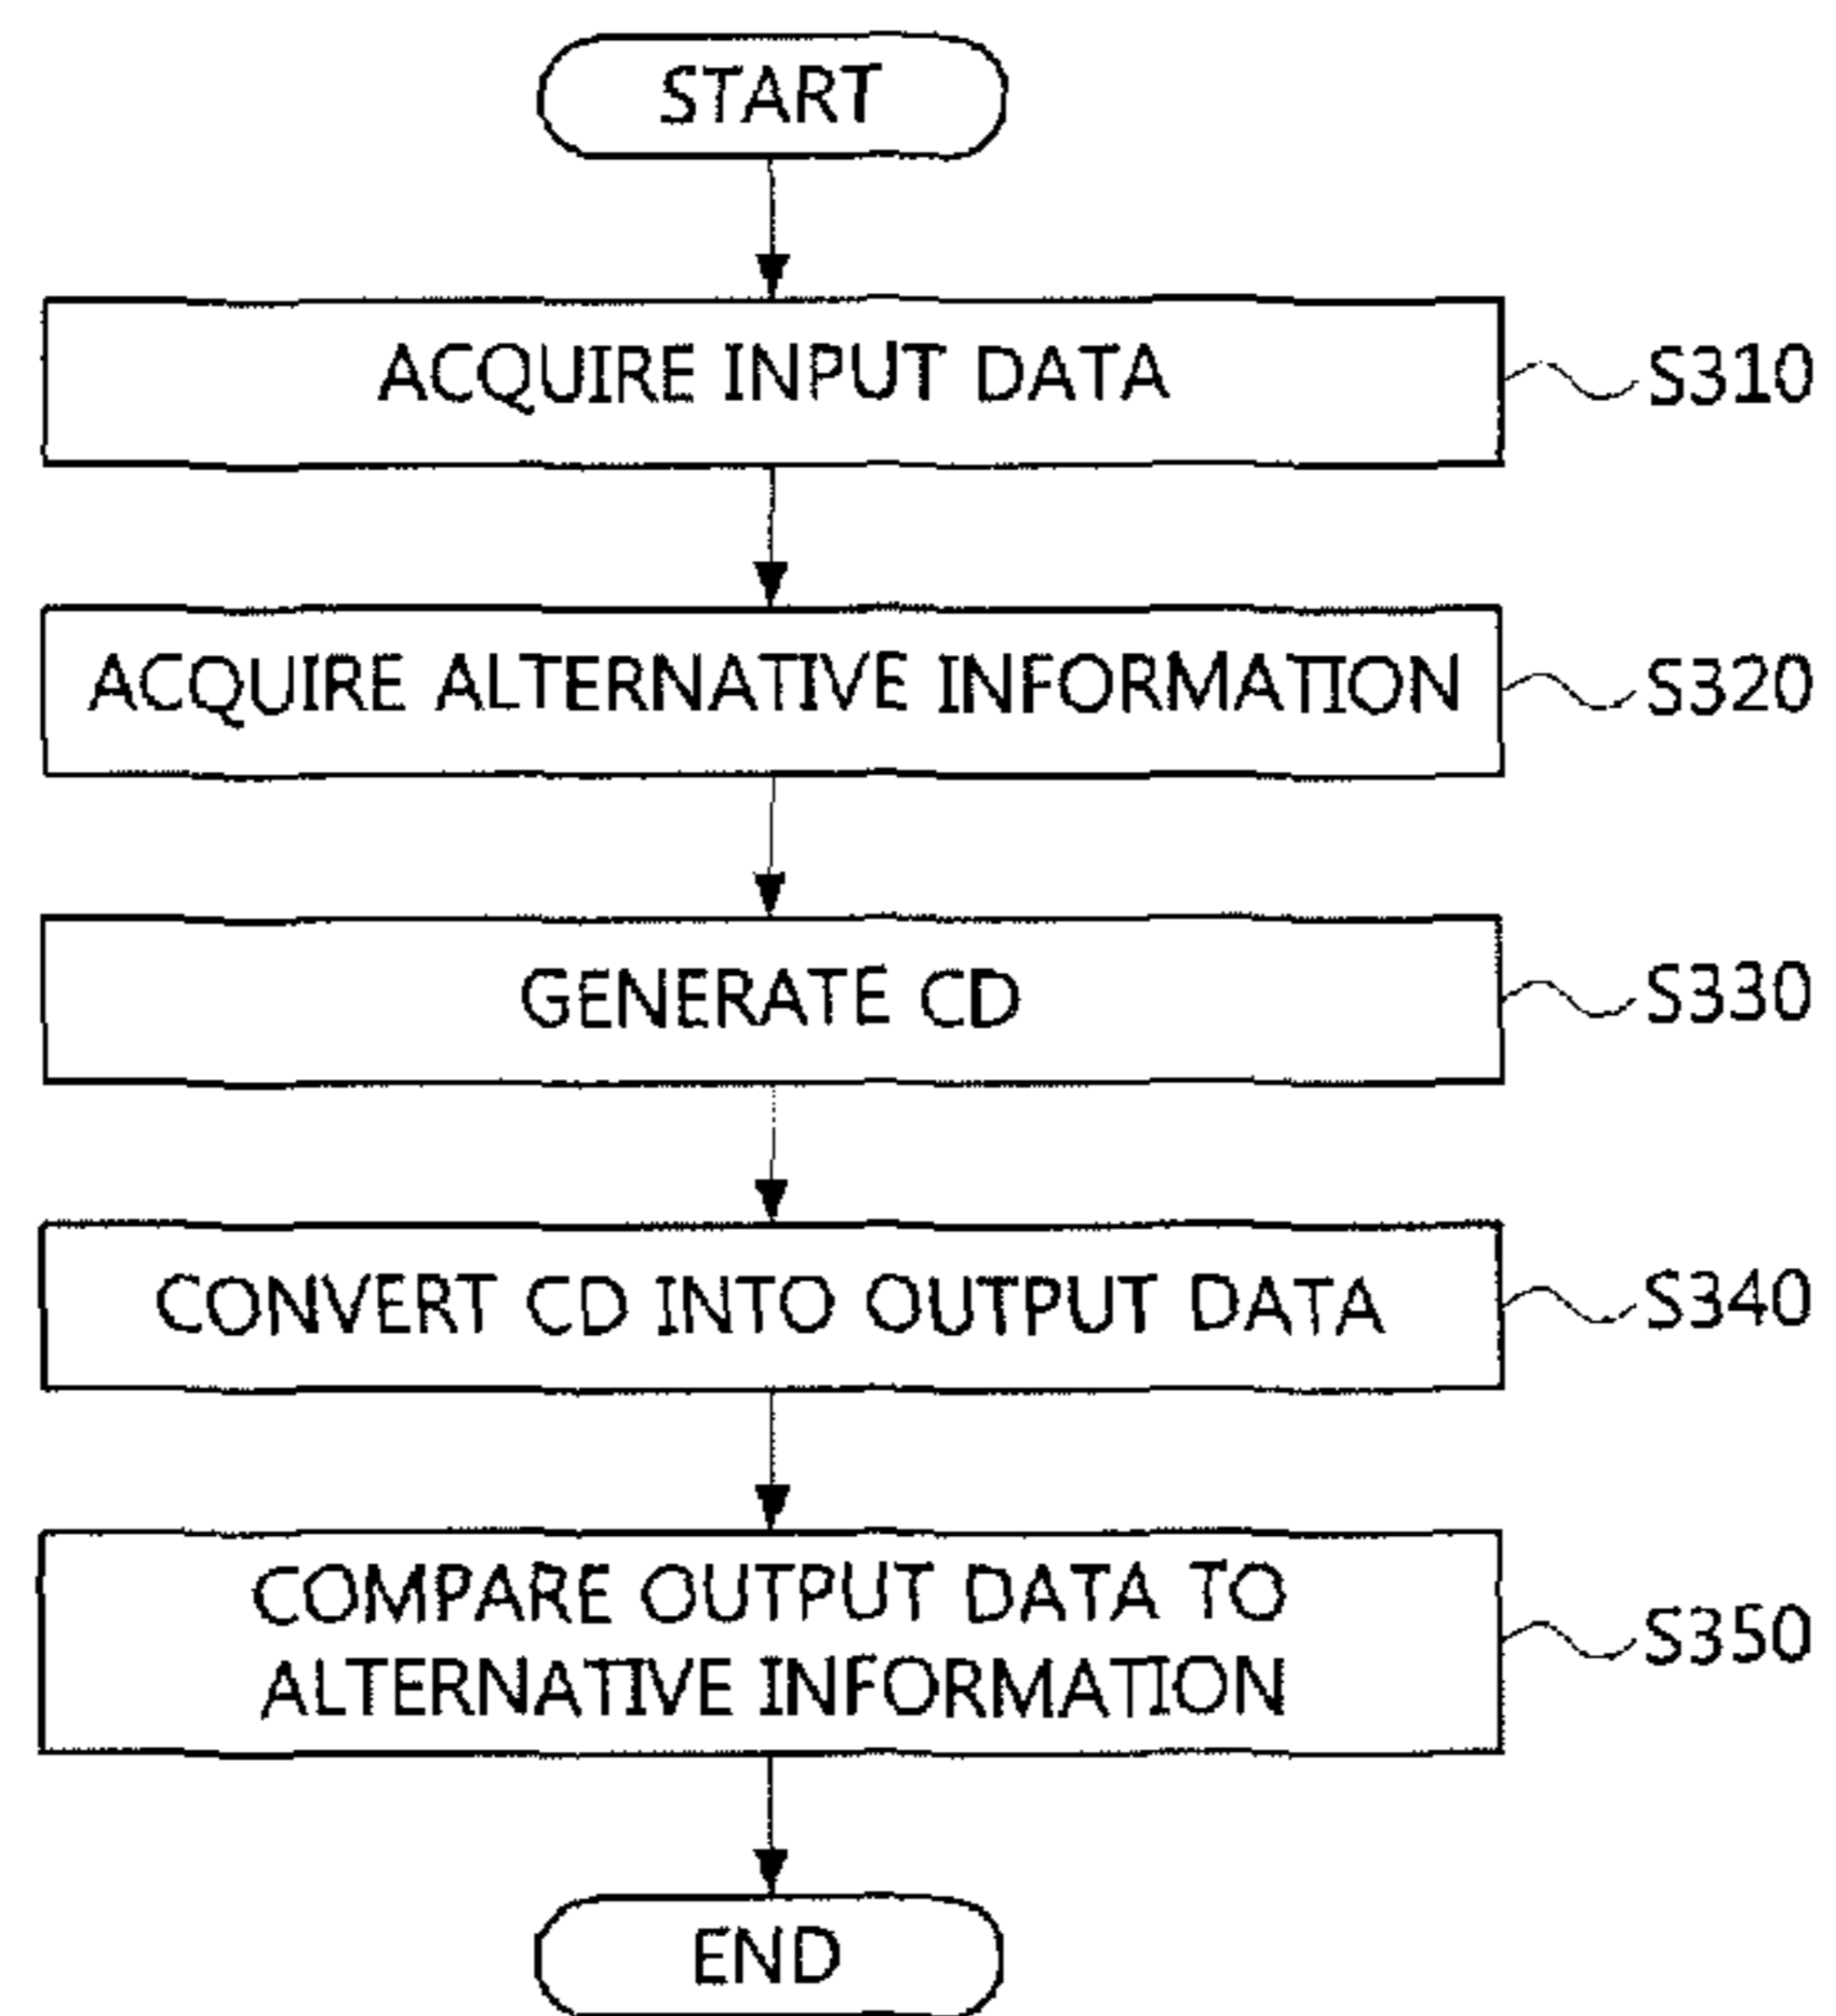 START
ACQUIRE INPUT DATA
S310
ACQUIRE ALTERNATIVE INFORMATION
S320
GENERATE CD
S330
CONVERT CD INTO OUTPUT DATA
S340
COMPARE OUTPUT DATA TO
ALTERNATIVE INFORMATION
S350
END